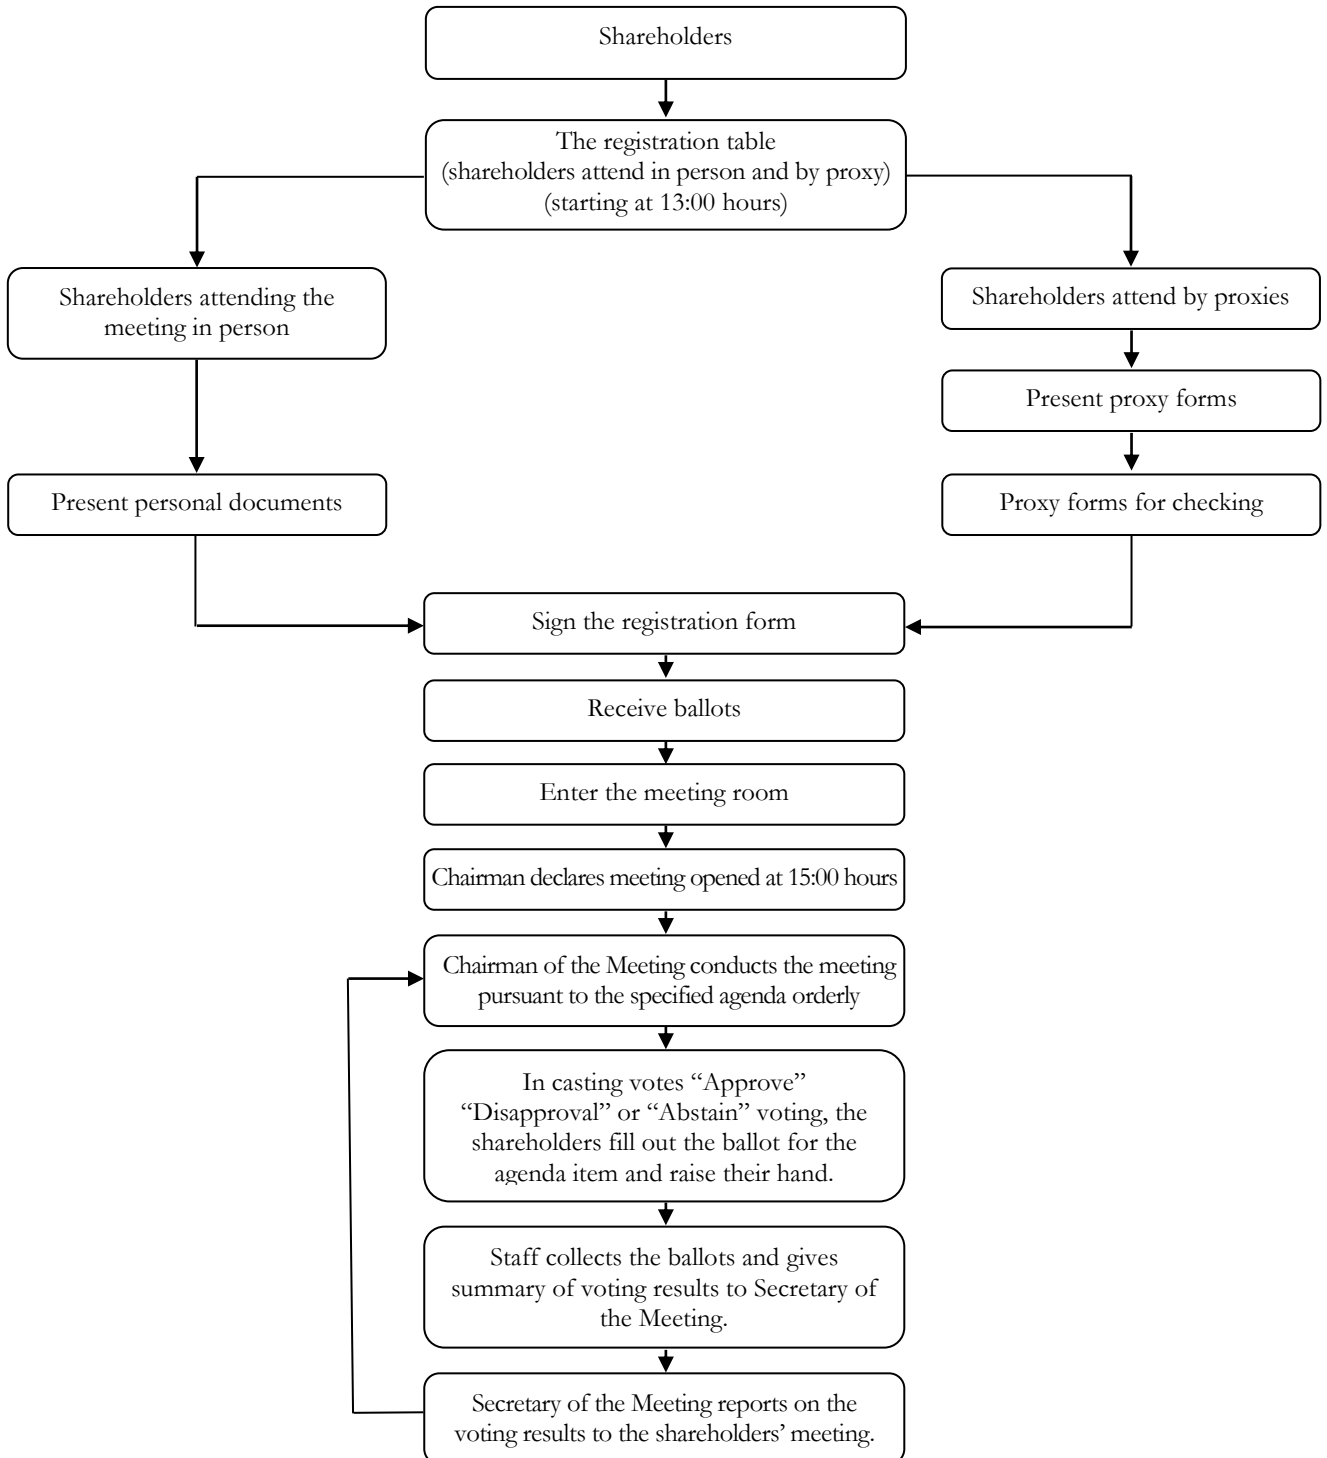 Shareholders
The registration table
(shareholders attend in person and by proxy)
(starting at 13:00 hours)
Shareholders attending the
meeting in person
Shareholders attend by proxies
Present proxy forms
Present personal documents
Proxy forms for checking
Sign the registration form
Receive ballots
Enter the meeting room
Chairman declares meeting opened at 15:00 hours
Chairman of the Meeting conducts the meeting
pursuant to the specified agenda orderly
In casting votes “Approve”
“Disapproval” or “Abstain” voting, the
shareholders fill out the ballot for the
agenda item and raise their hand.
Staff collects the ballots and gives
summary of voting results to Secretary of
the Meeting.
Secretary of the Meeting reports on the
voting results to the shareholders’ meeting.